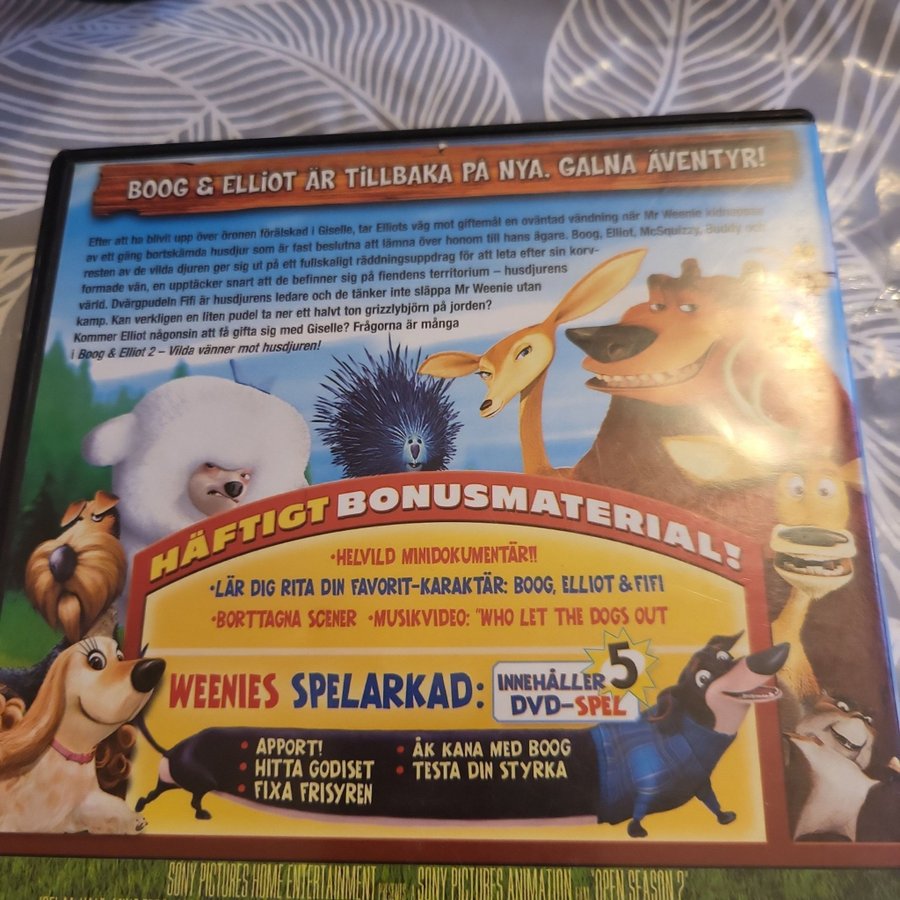 BOOG & ELLIOT ÄR TILLBAKA PÅ NYA. GALNA ÄVENTYR!
Efter att ha blivit upp över öronen förälskad i Giselle, tar Elliots väg mot giftemål en oväntad vändning när Mr Weenie kidnappas
av ett gäng bortskämda husdjur som är fast beslutna att lämna över honom till hans ägare. Boog, Elliot, McSquizzy, Buddy och
resten av de vilda djuren ger sig ut på ett fullskaligt räddningsuppdrag för att leta efter sin korv-
formade vän, en upptäcker snart att de befinner sig på fiendens territorium – husdjurens
värld. Dvärgpudeln Fifi är husdjurens ledare och de tänker inte släppa Mr Weenie utan
kamp. Kan verkligen en liten pudel ta ner ett halvt ton grizzlybjörn på jorden?
Kommer Elliot någonsin att få gifta sig med Giselle? Frågorna är många
i Boog & Elliot 2 – Vilda vänner mot husdjuren!
HÄFTIGT BONUSMATERIAL!
•HELVILD MINIDOKUMENTÄR!!
•LÄR DIG RITA DIN FAVORIT-KARAKTÄR: BOOG, ELLIOT & FIFI
•BORTTAGNA SCENER •MUSIKVIDEO: "WHO LET THE DOGS OUT
WEENIES SPELARKAD: INNEHÅLLER 5
DVD-SPEL
• APPORT! • ÅK KANA MED BOOG
• HITTA GODISET • TESTA DIN STYRKA
• FIXA FRISYREN
SONY PICTURES HOME ENTERTAINMENT PRESENTS SONY PICTURES ANIMATION "OPEN SEASON 2"